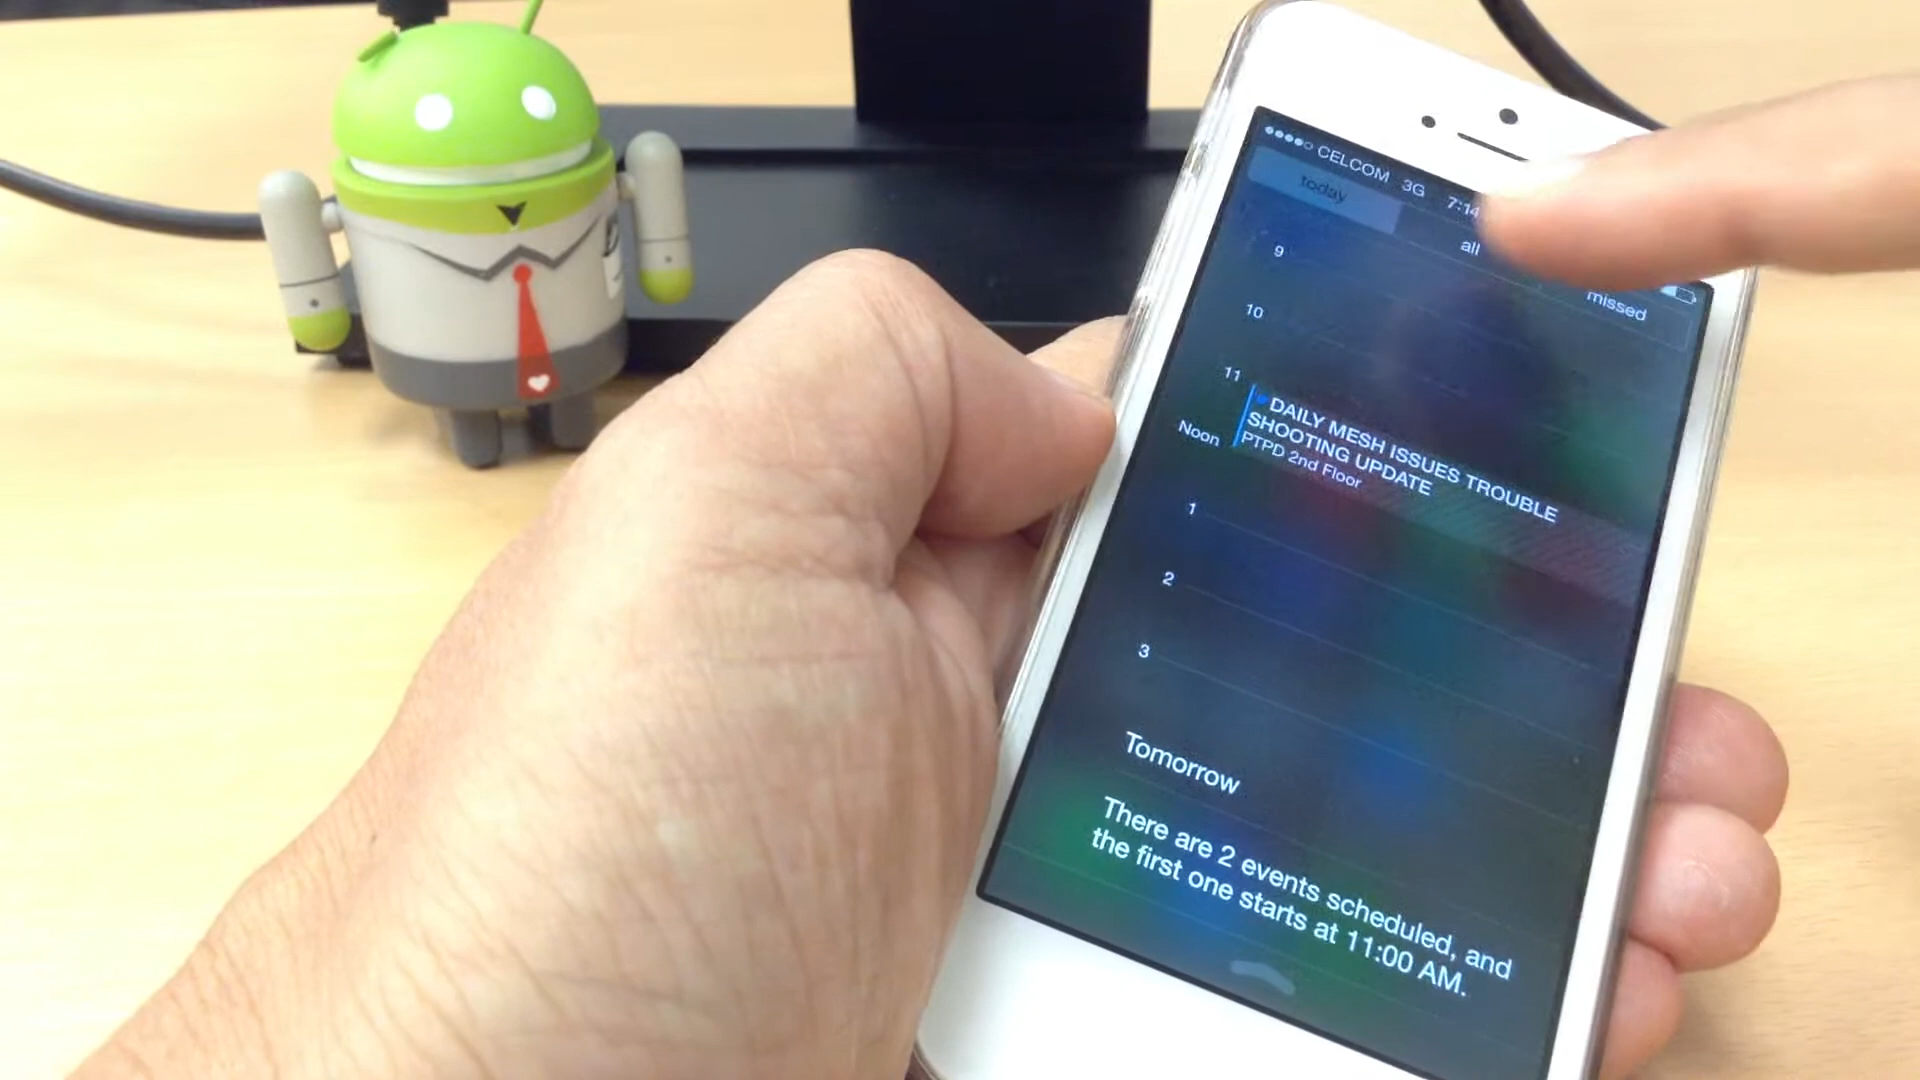 CELCOM 3G 7:14
today
all
missed
9
10
11
DAILY MESH ISSUES TROUBLE
SHOOTING UPDATE
PTPD 2nd Floor
Noon
1
2
3
Tomorrow
There are 2 events scheduled, and
the first one starts at 11:00 AM.